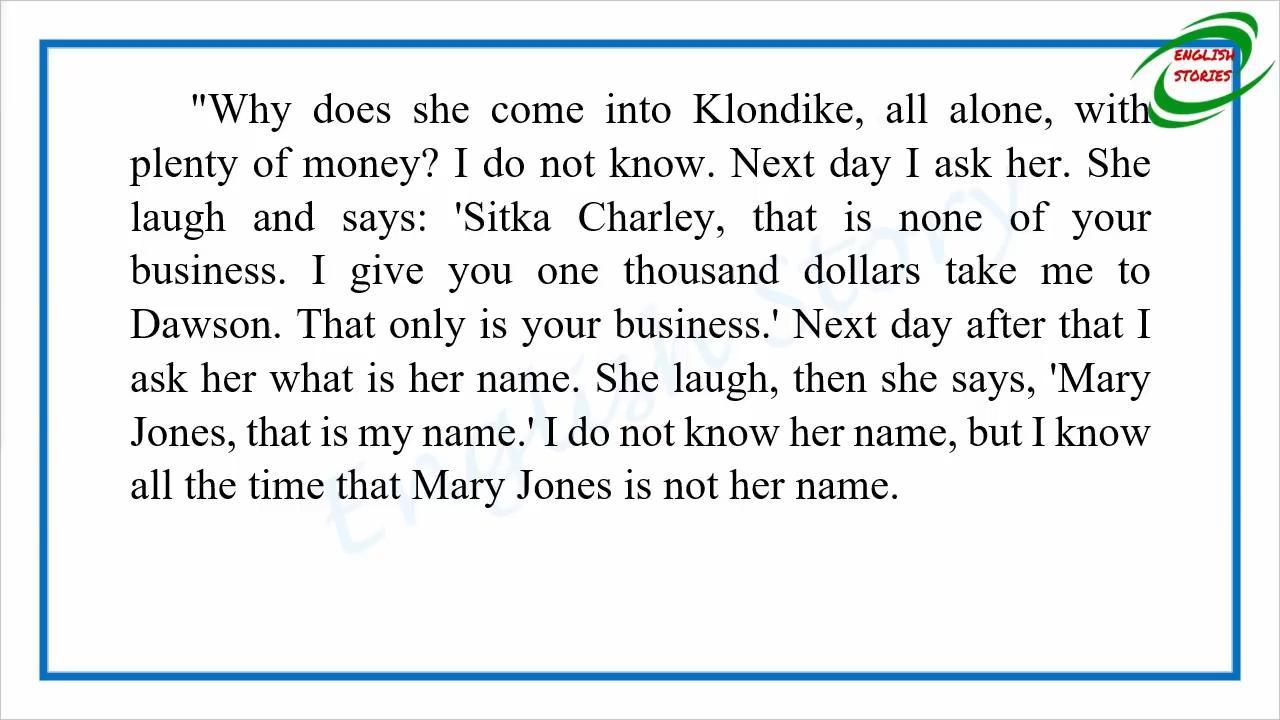 ENGLISH
STORIES
"Why does she come into Klondike, all alone, with
plenty of money? I do not know. Next day I ask her. She
laugh and says: 'Sitka Charley, that is none of your
business. I give you one thousand dollars take me to
Dawson. That only is your business.' Next day after that I
ask her what is her name. She laugh, then she says, 'Mary
Jones, that is my name.' I do not know her name, but I know
all the time that Mary Jones is not her name.
English Story